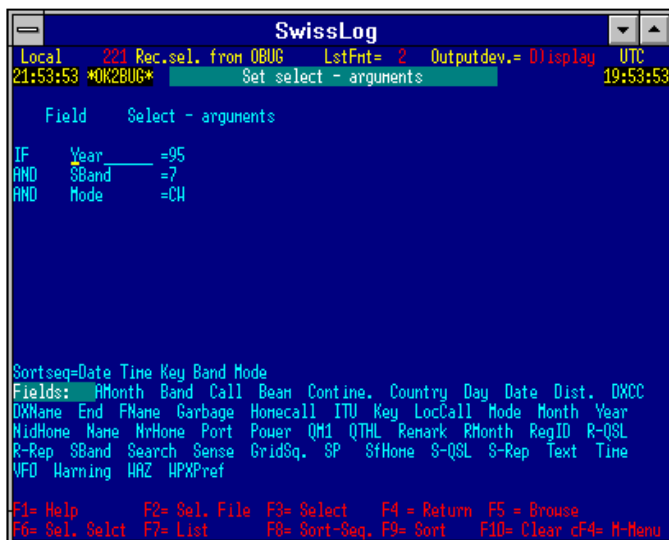 SwissLog
Local 221 Rec.sel. from OBUG LstFmt= 2 Outputdev.= D)isplay UTC
21:53:53 *OK2BUG* Set select - arguments 19:53:53
Field Select - arguments
IF Year______ =95
AND SBand =7
AND Mode =CW
Sortseq=Date Time Key Band Mode
Fields: AMonth Band Call Beam Contine. Country Day Date Dist. DXCC
DXName End FName Garbage Homecall ITU Key LocCall Mode Month Year
NidHome Name NrHome Port Power QM1 QTHL Remark RMonth RegID R-QSL
R-Rep SBand Search Sense GridSq. SP SfHome S-QSL S-Rep Text Time
VFO Warning WAZ WPXPref
F1= Help F2= Sel. File F3= Select F4 = Return F5 = Browse
F6= Sel. Selct F7= List F8= Sort-Seq. F9= Sort F10= Clear cF4= M-Menu